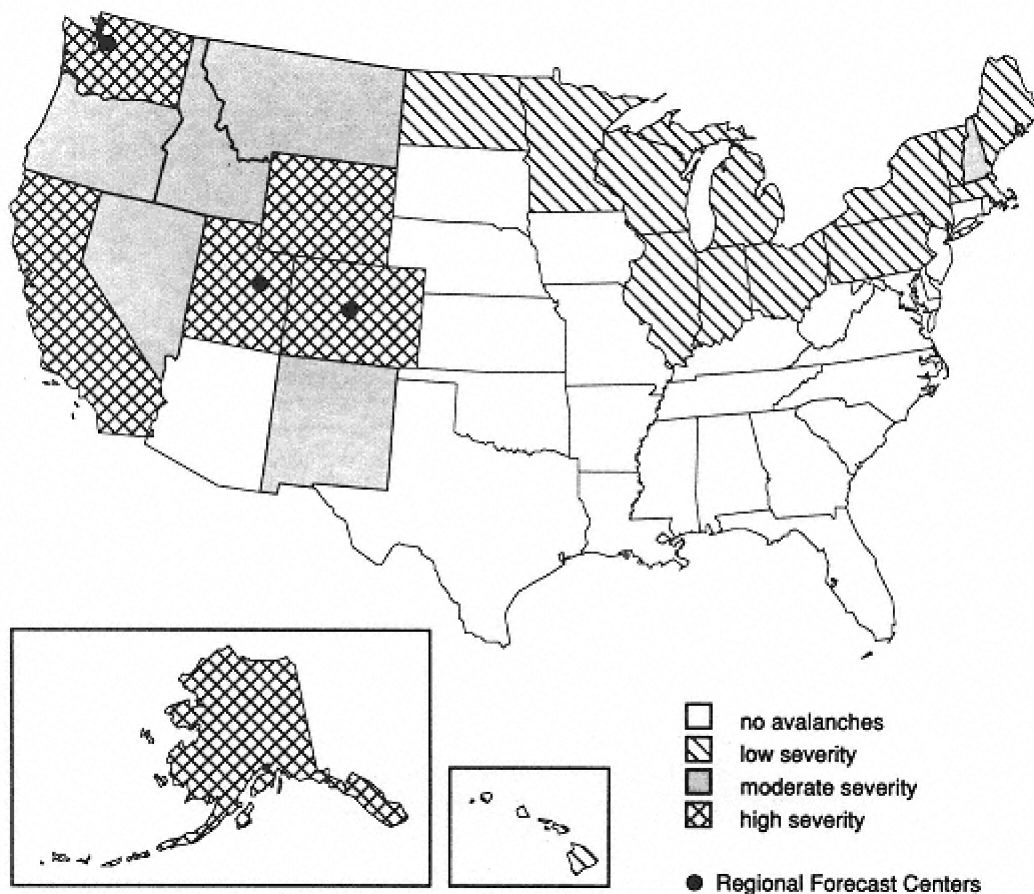 no avalanches
low severity
moderate severity
high severity
Regional Forecast Centers